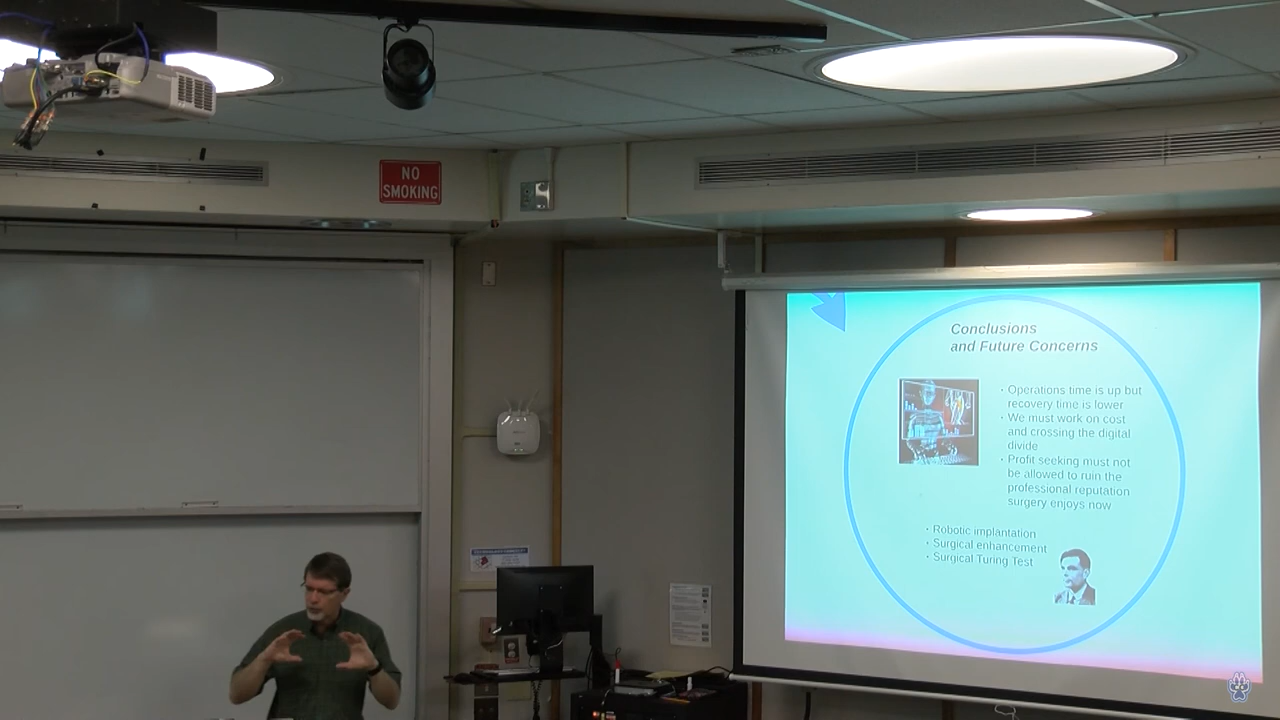 NO
SMOKING
Conclusions
and Future Concerns
· Operations time is up but
recovery time is lower
· We must work on cost
and crossing the digital
divide
· Profit seeking must not
be allowed to ruin the
professional reputation
surgery enjoys now
· Robotic implantation
· Surgical enhancement
· Surgical Turing Test